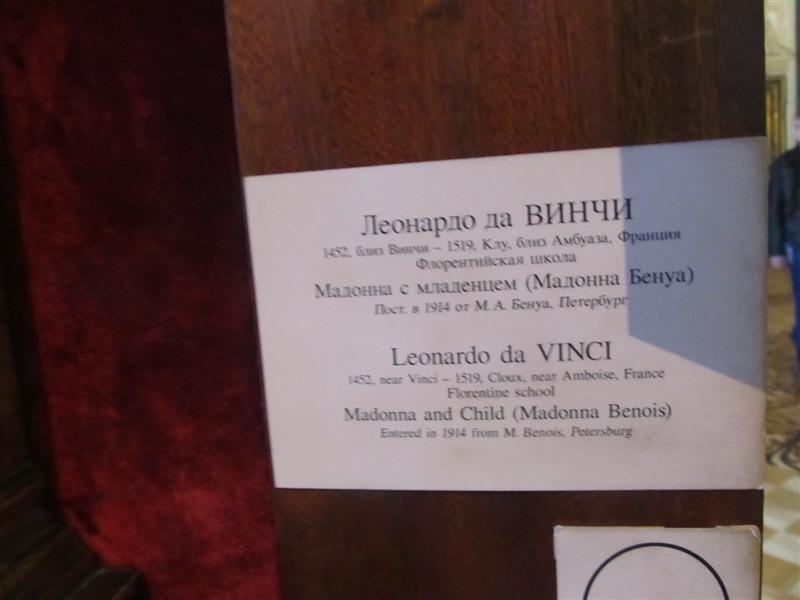 Леонардо да ВИНЧИ
1452, близ Винчи – 1519, Клу, близ Амбуаза, Франция
Флорентийская школа
Мадонна с младенцем (Мадонна Бенуа)
Пост. в 1914 от М.А. Бенуа, Петербург
Leonardo da VINCI
1452, near Vinci – 1519, Cloux, near Amboise, France
Florentine school
Madonna and Child (Madonna Benois)
Entered in 1914 from M. Benois, Petersburg